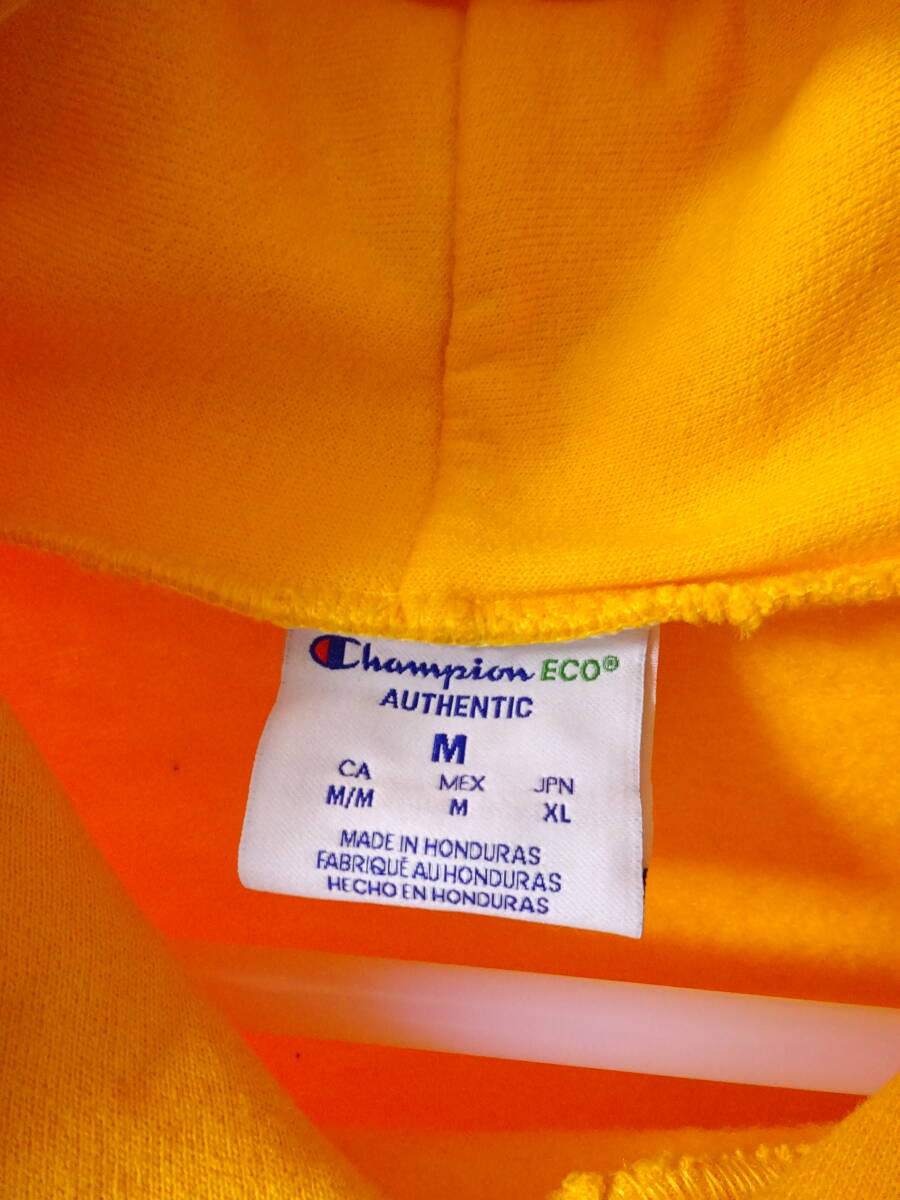 Champion ECO®
AUTHENTIC
M
CA MEX JPN
M/M M XL
MADE IN HONDURAS
FABRIQUÉ AU HONDURAS
HECHO EN HONDURAS